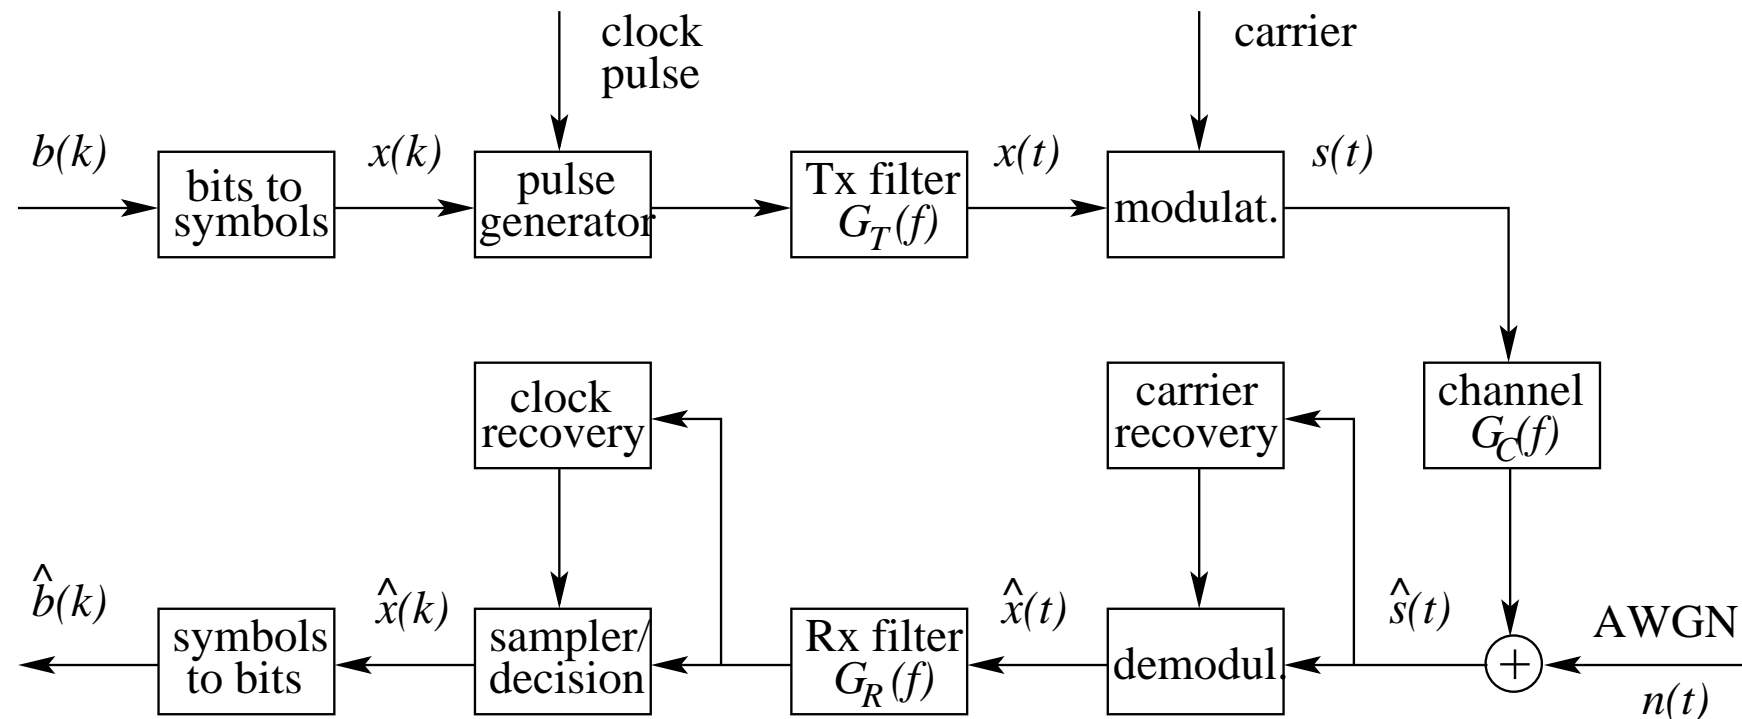 clock
pulse
carrier
b(k)
bits to
symbols
x(k)
pulse
generator
Tx filter
G_T(f)
x(t)
modulat.
s(t)
clock
recovery
carrier
recovery
channel
G_C(f)
b̂(k)
symbols
to bits
x̂(k)
sampler/
decision
Rx filter
G_R(f)
x̂(t)
demodul.
ŝ(t)
+
AWGN
n(t)